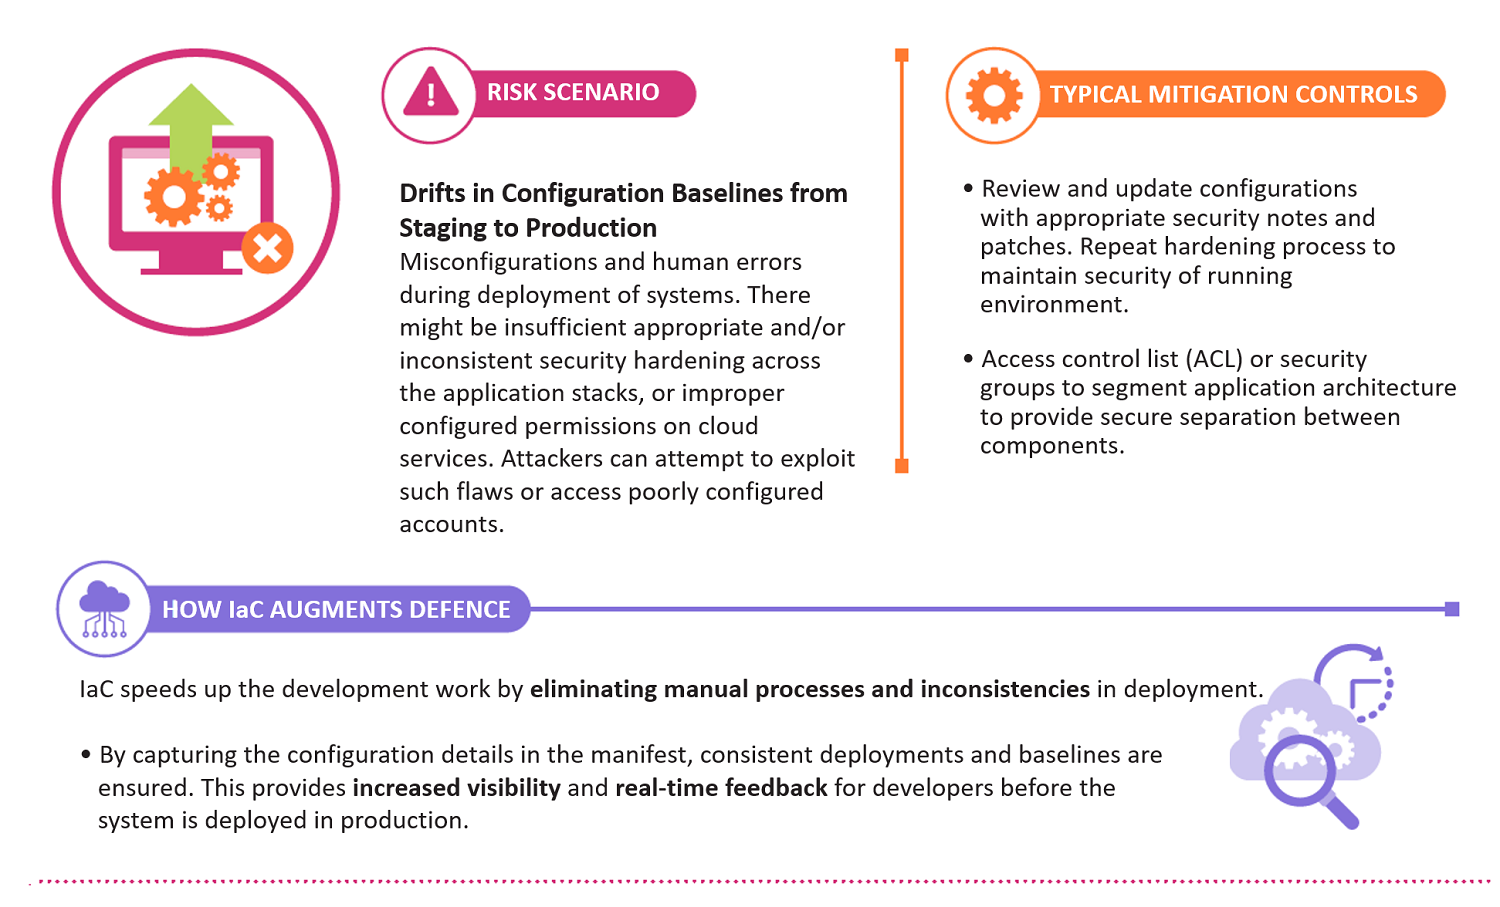 RISK SCENARIO
Drifts in Configuration Baselines from
Staging to Production
Misconfigurations and human errors
during deployment of systems. There
might be insufficient appropriate and/or
inconsistent security hardening across
the application stacks, or improper
configured permissions on cloud
services. Attackers can attempt to exploit
such flaws or access poorly configured
accounts.
TYPICAL MITIGATION CONTROLS
• Review and update configurations
with appropriate security notes and
patches. Repeat hardening process to
maintain security of running
environment.
• Access control list (ACL) or security
groups to segment application architecture
to provide secure separation between
components.
HOW IaC AUGMENTS DEFENCE
IaC speeds up the development work by eliminating manual processes and inconsistencies in deployment.
• By capturing the configuration details in the manifest, consistent deployments and baselines are
ensured. This provides increased visibility and real-time feedback for developers before the
system is deployed in production.